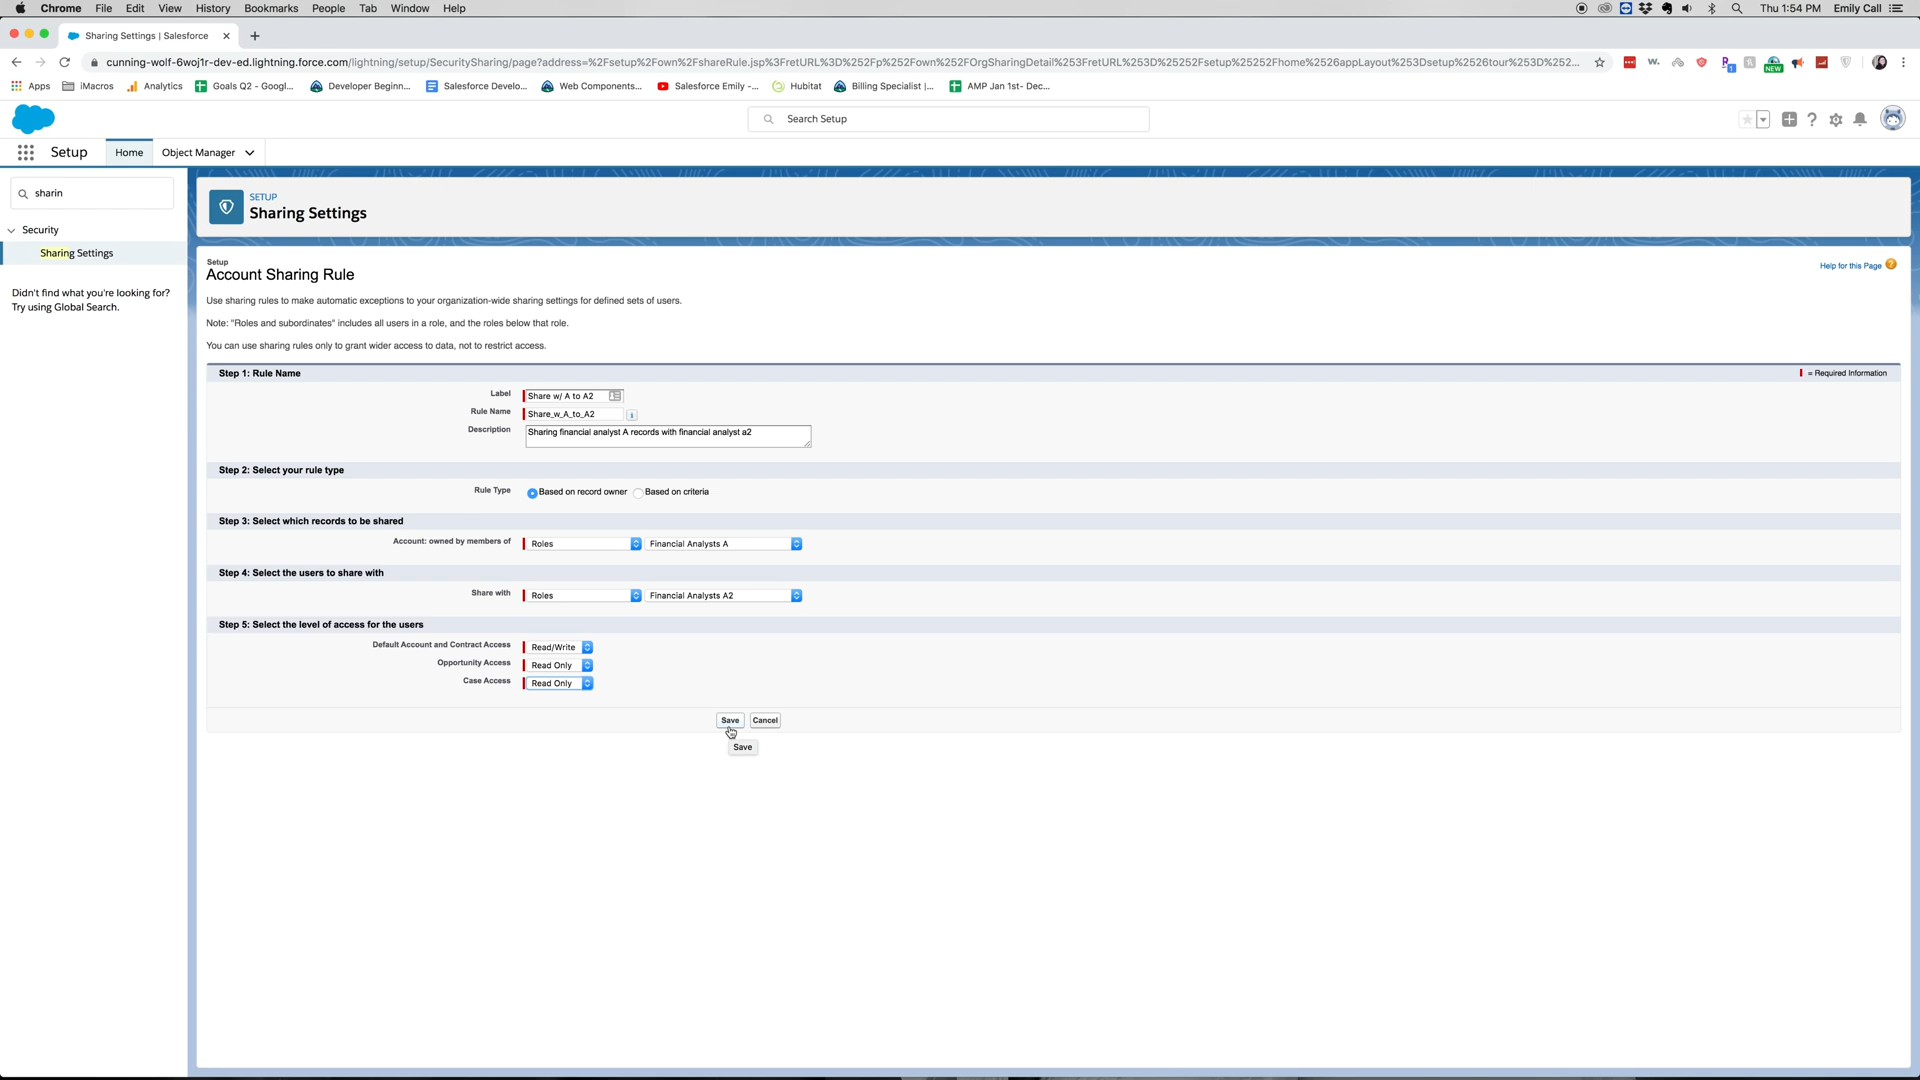 Chrome File Edit View History Bookmarks People Tab Window Help Thu 1:54 PM Emily Call
Sharing Settings | Salesforce
cunning-wolf-6woj1r-dev-ed.lightning.force.com/lightning/setup/SecuritySharing/page?address=%2Fsetup%2Fown%2FshareRule.jsp%3FretURL%3D%252Fp%252Fown%252FOrgSharingDetail%253FretURL%253D%25252Fsetup%25252Fhome%2526appLayout%253Dsetup%2526tour%253D%252...
Apps iMacros Analytics Goals Q2 - Googl... Developer Beginn... Salesforce Develo... Web Components... Salesforce Emily -... Hubitat Billing Specialist |... AMP Jan 1st- Dec...
NEW
Search Setup
Setup Home Object Manager
sharin
Security
Sharing Settings
Didn't find what you're looking for?
Try using Global Search.
SETUP
Sharing Settings
Setup
Account Sharing Rule
Help for this Page
Use sharing rules to make automatic exceptions to your organization-wide sharing settings for defined sets of users.
Note: "Roles and subordinates" includes all users in a role, and the roles below that role.
You can use sharing rules only to grant wider access to data, not to restrict access.
Step 1: Rule Name
= Required Information
Label Share w/ A to A2
Rule Name Share_w_A_to_A2
Description Sharing financial analyst A records with financial analyst a2
Step 2: Select your rule type
Rule Type Based on record owner Based on criteria
Step 3: Select which records to be shared
Account: owned by members of Roles Financial Analysts A
Step 4: Select the users to share with
Share with Roles Financial Analysts A2
Step 5: Select the level of access for the users
Default Account and Contract Access Read/Write
Opportunity Access Read Only
Case Access Read Only
Save Cancel
Save